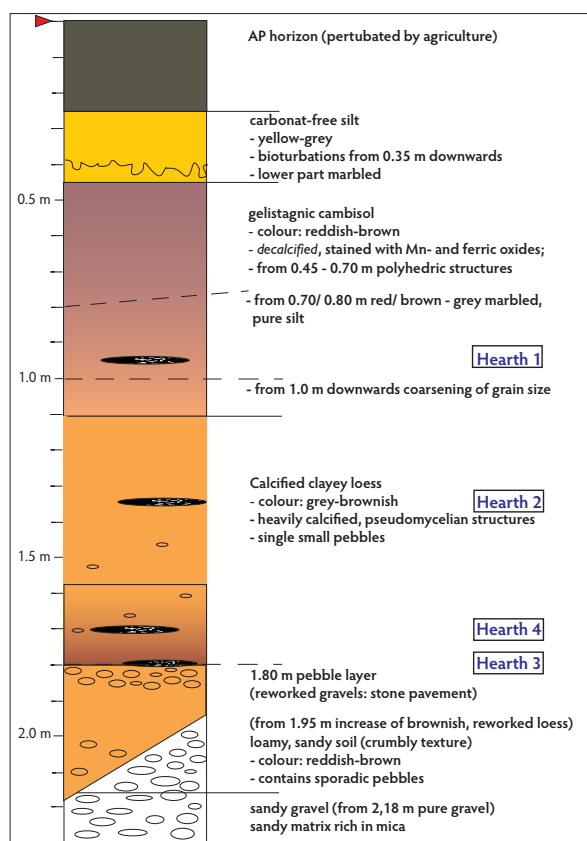 AP horizon (pertubated by agriculture)
carbonat-free silt
- yellow-grey
- bioturbations from 0.35 m downwards
- lower part marbled
0.5 m
gelistagnic cambisol
- colour: reddish-brown
- decalcified, stained with Mn- and ferric oxides;
- from 0.45 - 0.70 m polyhedric structures
- from 0.70/ 0.80 m red/ brown - grey marbled,
pure silt
Hearth 1
1.0 m
- from 1.0 m downwards coarsening of grain size
Calcified clayey loess
- colour: grey-brownish
Hearth 2
- heavily calcified, pseudomycelian structures
- single small pebbles
1.5 m
Hearth 4
Hearth 3
1.80 m pebble layer
(reworked gravels: stone pavement)
(from 1.95 m increase of brownish, reworked loess)
2.0 m
loamy, sandy soil (crumbly texture)
- colour: reddish-brown
- contains sporadic pebbles
sandy gravel (from 2,18 m pure gravel)
sandy matrix rich in mica